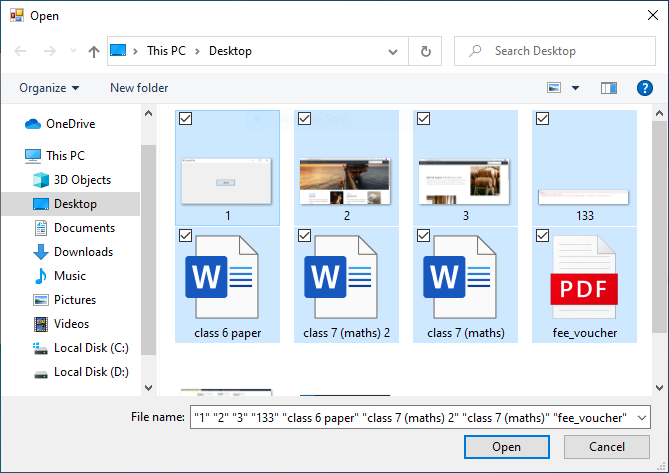 Open
This PC > Desktop
Search Desktop
Organize
New folder
OneDrive
This PC
3D Objects
Desktop
Documents
Downloads
Music
Pictures
Videos
Local Disk (C:)
Local Disk (D:)
1
2
3
133
W
W
W
PDF
class 6 paper
class 7 (maths) 2
class 7 (maths)
fee_voucher
File name:
"1" "2" "3" "133" "class 6 paper" "class 7 (maths) 2" "class 7 (maths)" "fee_voucher"
Open
Cancel